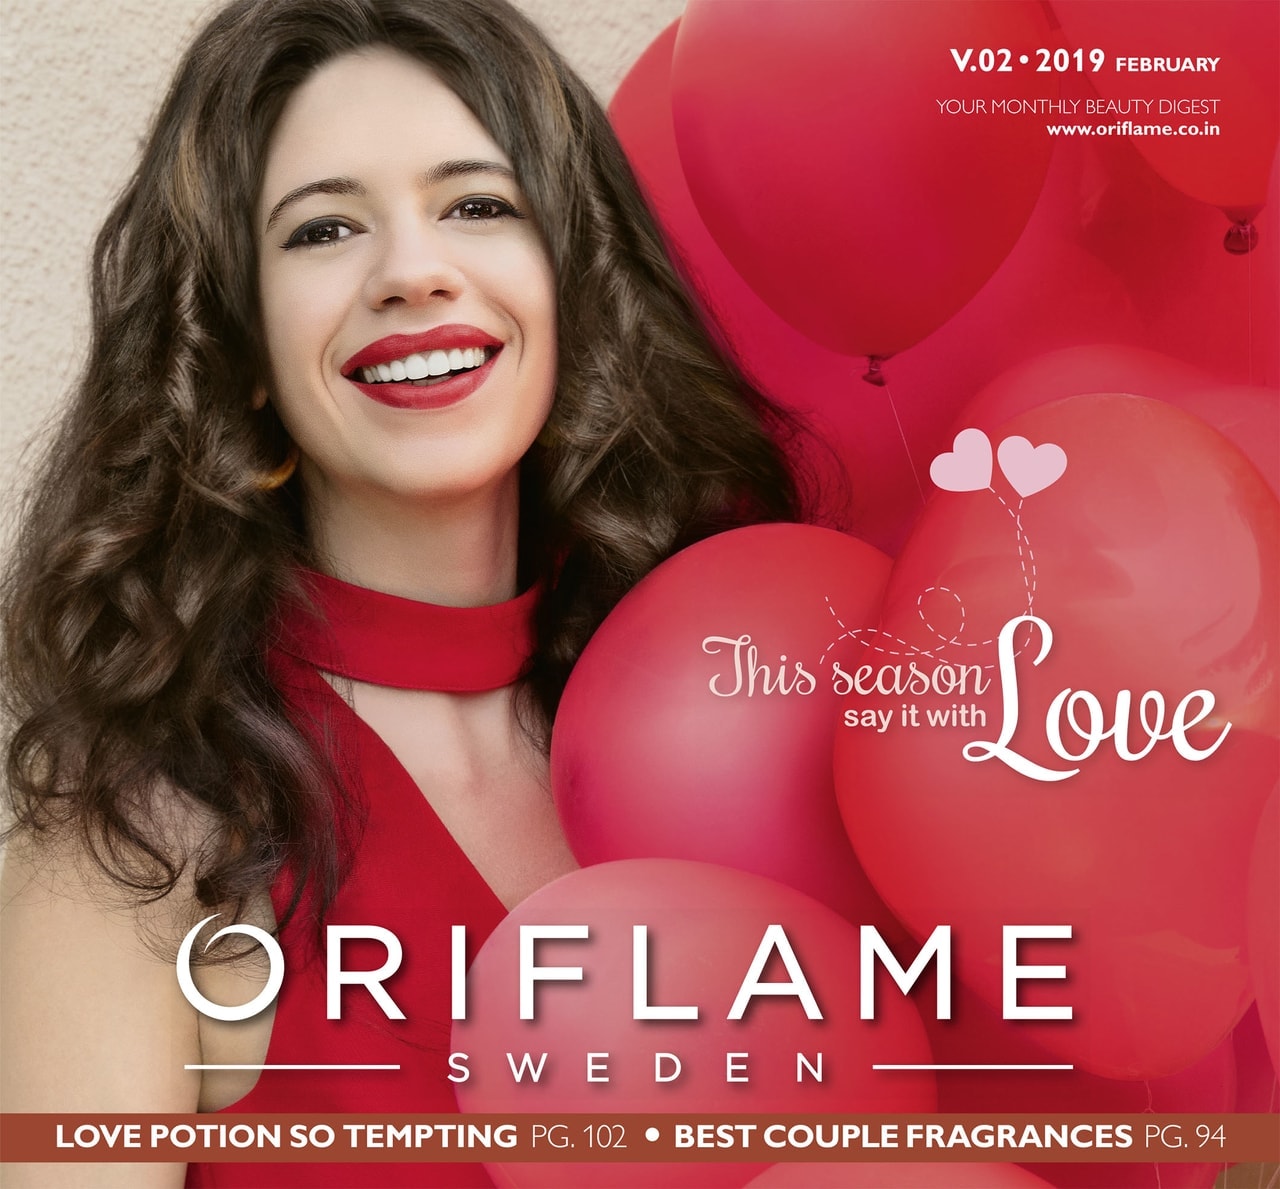 V.02 • 2019 FEBRUARY
YOUR MONTHLY BEAUTY DIGEST
www.oriflame.co.in
This season
say it with
Love
ORIFLAME
SWEDEN
LOVE POTION SO TEMPTING PG. 102 • BEST COUPLE FRAGRANCES PG. 94